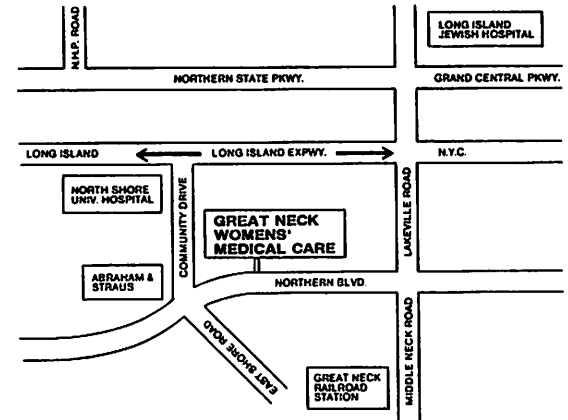 N.H.P. ROAD
LONG ISLAND
JEWISH HOSPITAL
NORTHERN STATE PKWY.
GRAND CENTRAL PKWY.
LONG ISLAND
LONG ISLAND EXPWY.
N.Y.C.
NORTH SHORE
UNIV. HOSPITAL
COMMUNITY DRIVE
GREAT NECK
WOMENS'
MEDICAL CARE
LAKEVILLE ROAD
ABRAHAM &
STRAUS
NORTHERN BLVD.
EAST SHORE ROAD
MIDDLE NECK ROAD
GREAT NECK
RAILROAD
STATION